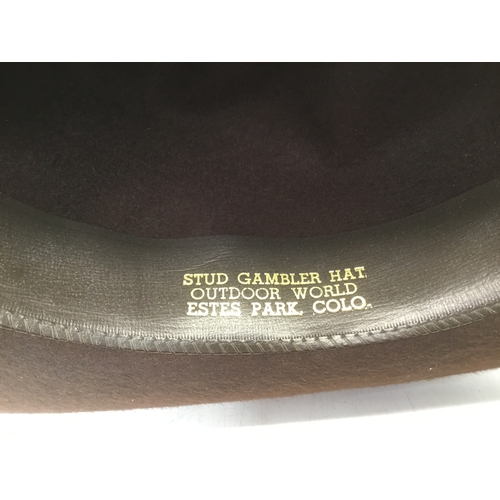 STUD GAMBLER HAT.
OUTDOOR WORLD
ESTES PARK, COLO.